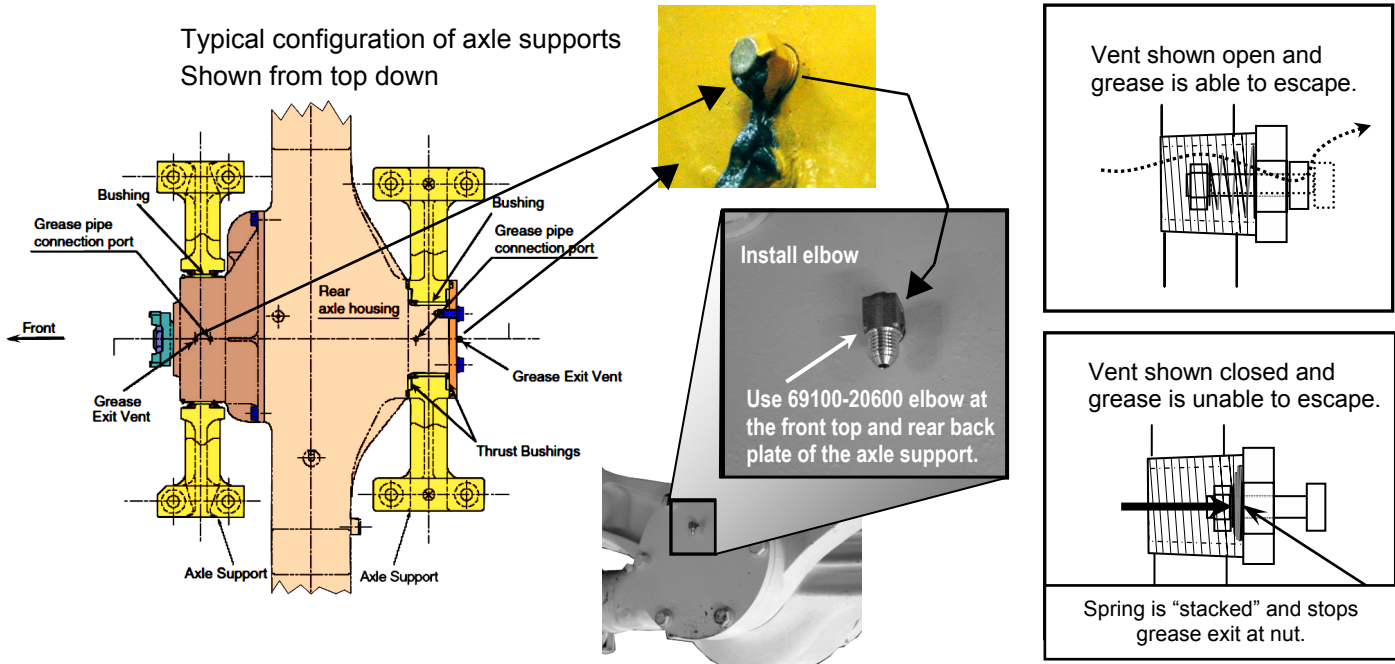 Typical configuration of axle supports
Shown from top down
Bushing
Grease pipe
connection port
Front
Grease
Exit Vent
Axle Support
Rear
axle housing
Axle Support
Bushing
Grease pipe
connection port
Grease Exit Vent
Thrust Bushings
Install elbow
Use 69100-20600 elbow at
the front top and rear back
plate of the axle support.
Vent shown open and
grease is able to escape.
Vent shown closed and
grease is unable to escape.
Spring is “stacked” and stops
grease exit at nut.